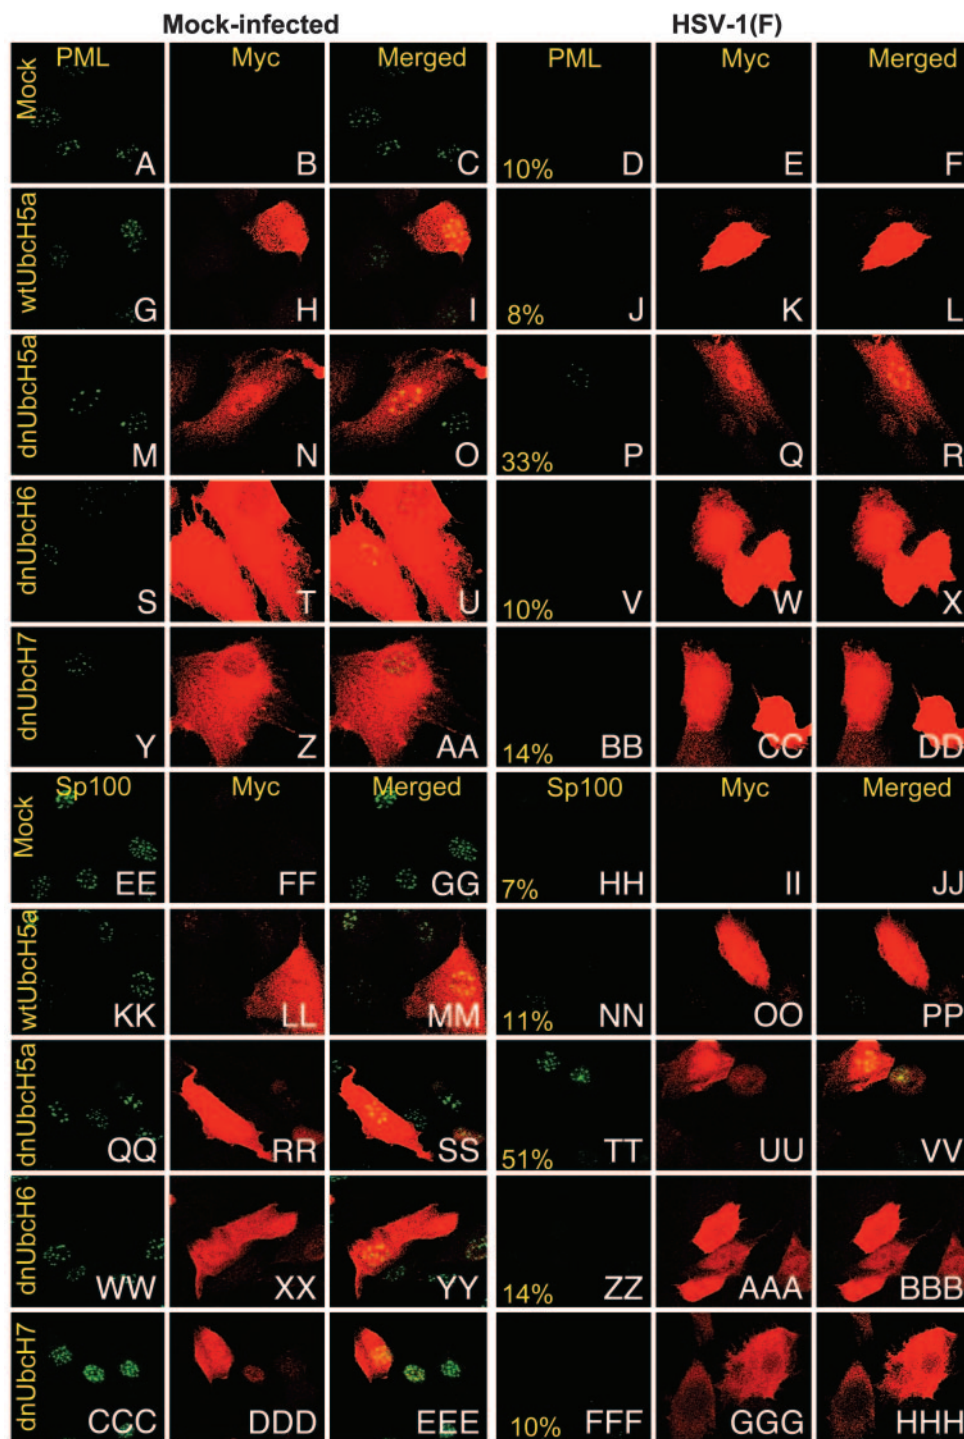 Mock-infected HSV-1(F)
PML Myc Merged PML Myc Merged
Mock A B C 10% D E F
wtUbcH5a G H I 8% J K L
dnUbcH5a M N O 33% P Q R
dnUbcH6 S T U 10% V W X
dnUbcH7 Y Z AA 14% BB CC DD
Sp100 Myc Merged Sp100 Myc Merged
Mock EE FF GG 7% HH II JJ
wtUbcH5a KK LL MM 11% NN OO PP
dnUbcH5a QQ RR SS 51% TT UU VV
dnUbcH6 WW XX YY 14% ZZ AAA BBB
dnUbcH7 CCC DDD EEE 10% FFF GGG HHH